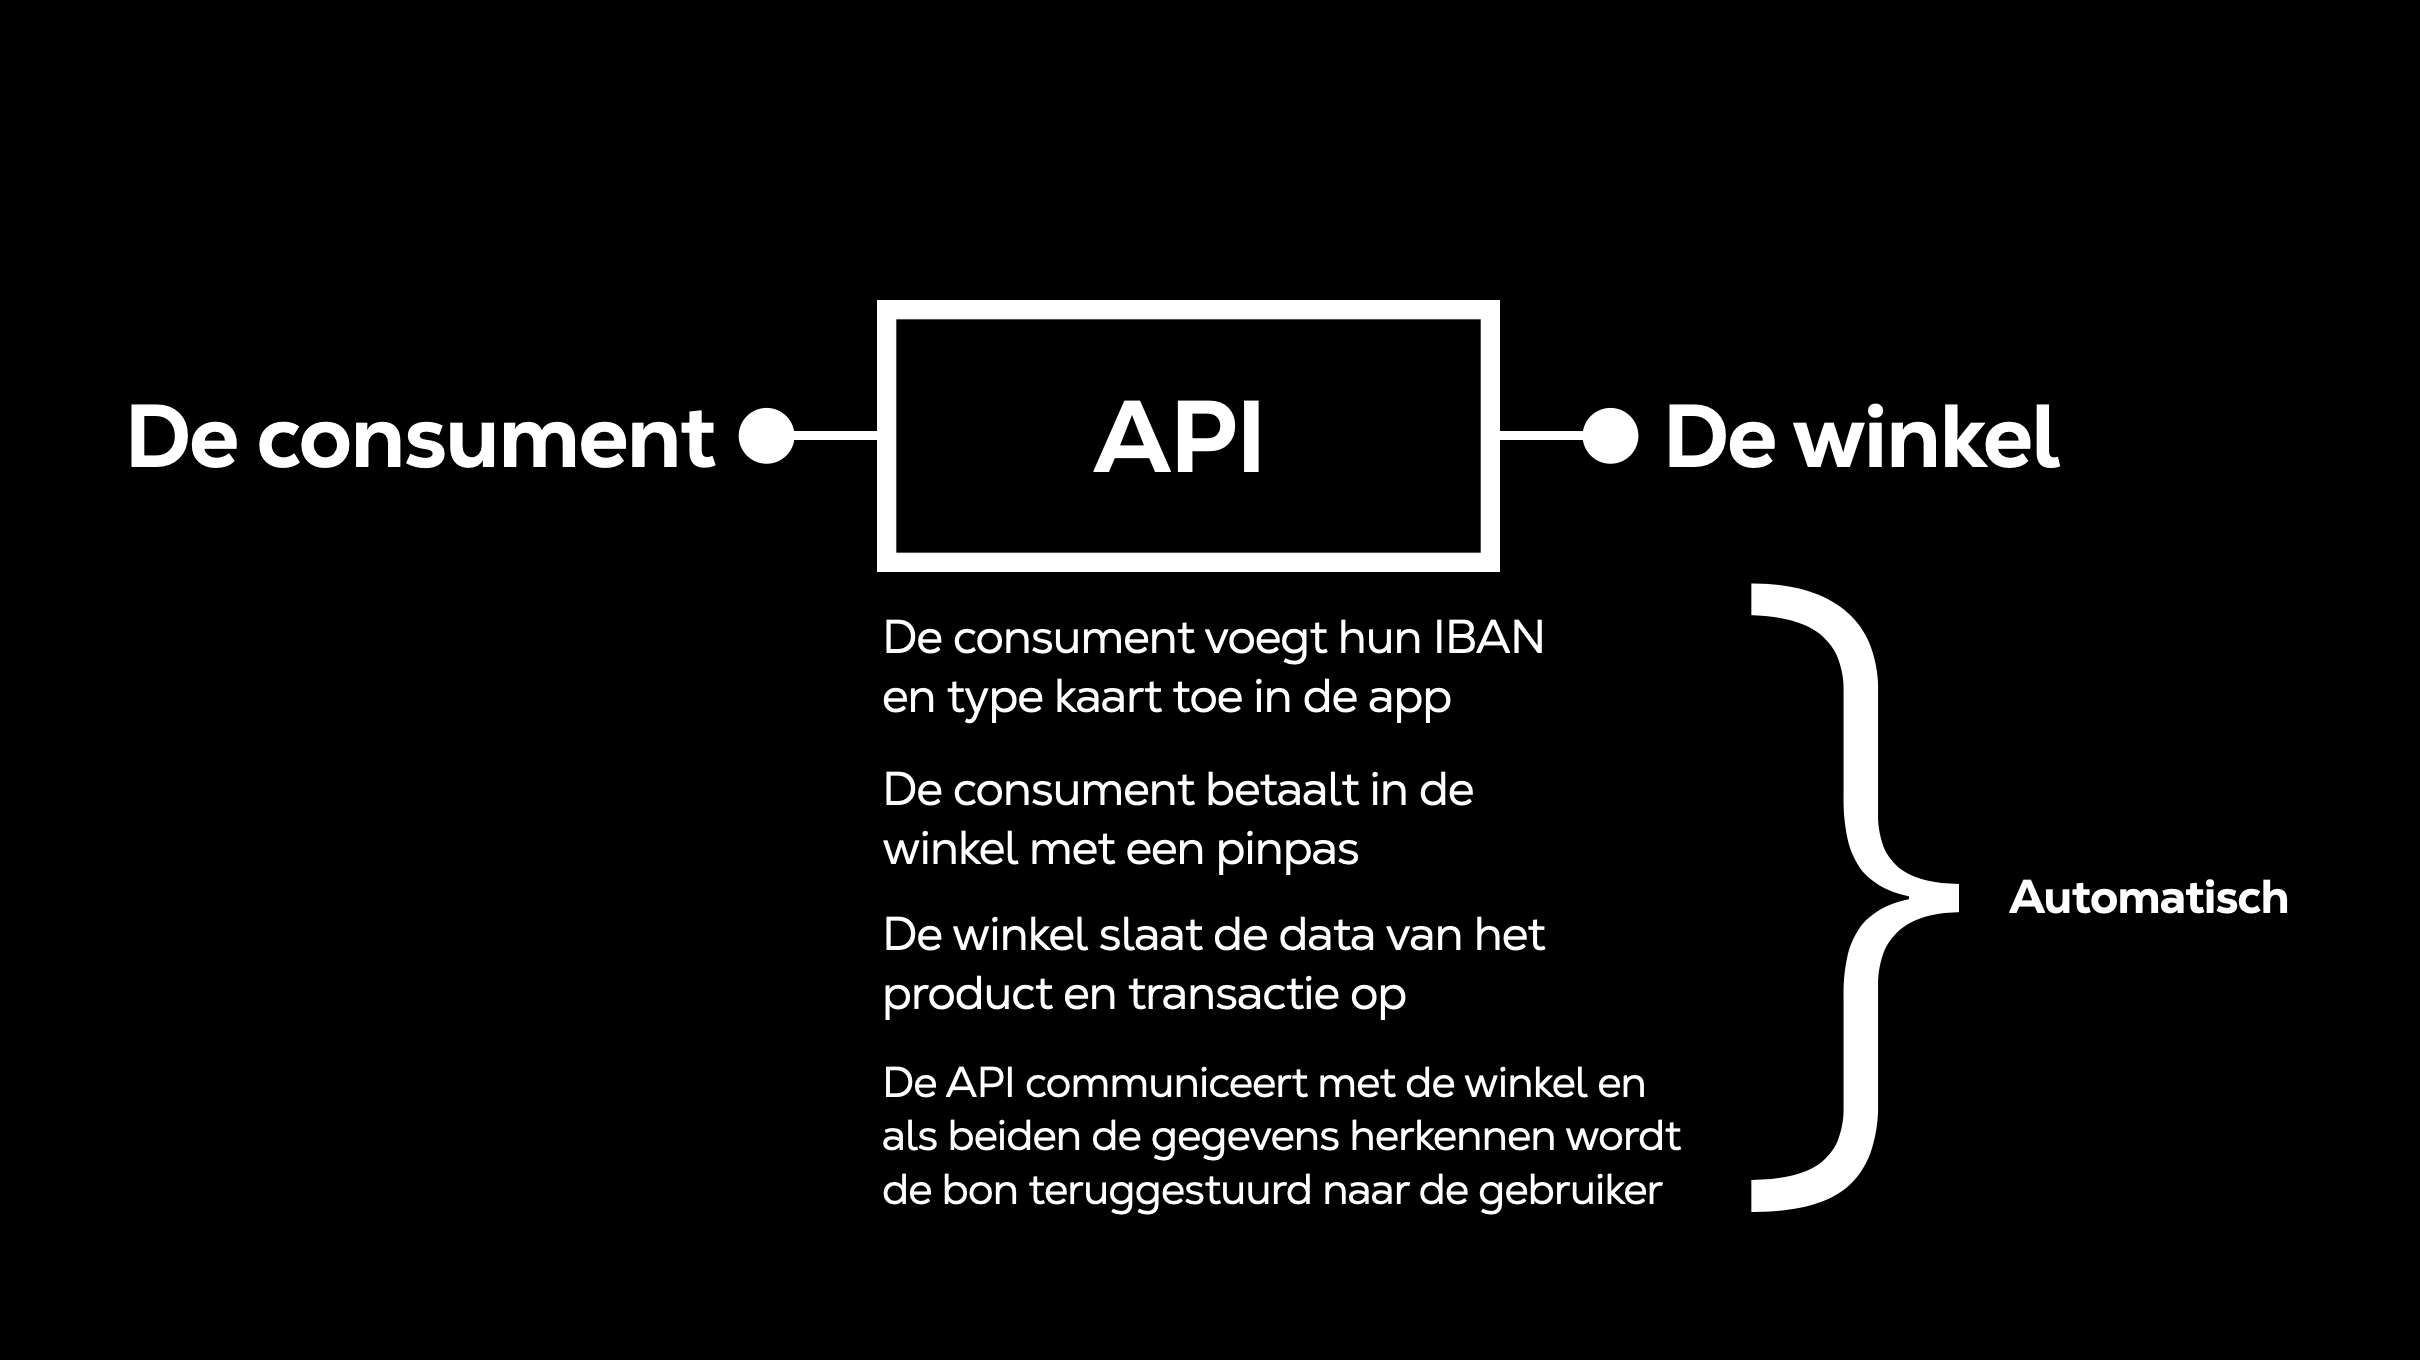 De consument
API
De winkel
De consument voegt hun IBAN
en type kaart toe in de app
De consument betaalt in de
winkel met een pinpas
De winkel slaat de data van het
product en transactie op
De API communiceert met de winkel en
als beiden de gegevens herkennen wordt
de bon teruggestuurd naar de gebruiker
Automatisch